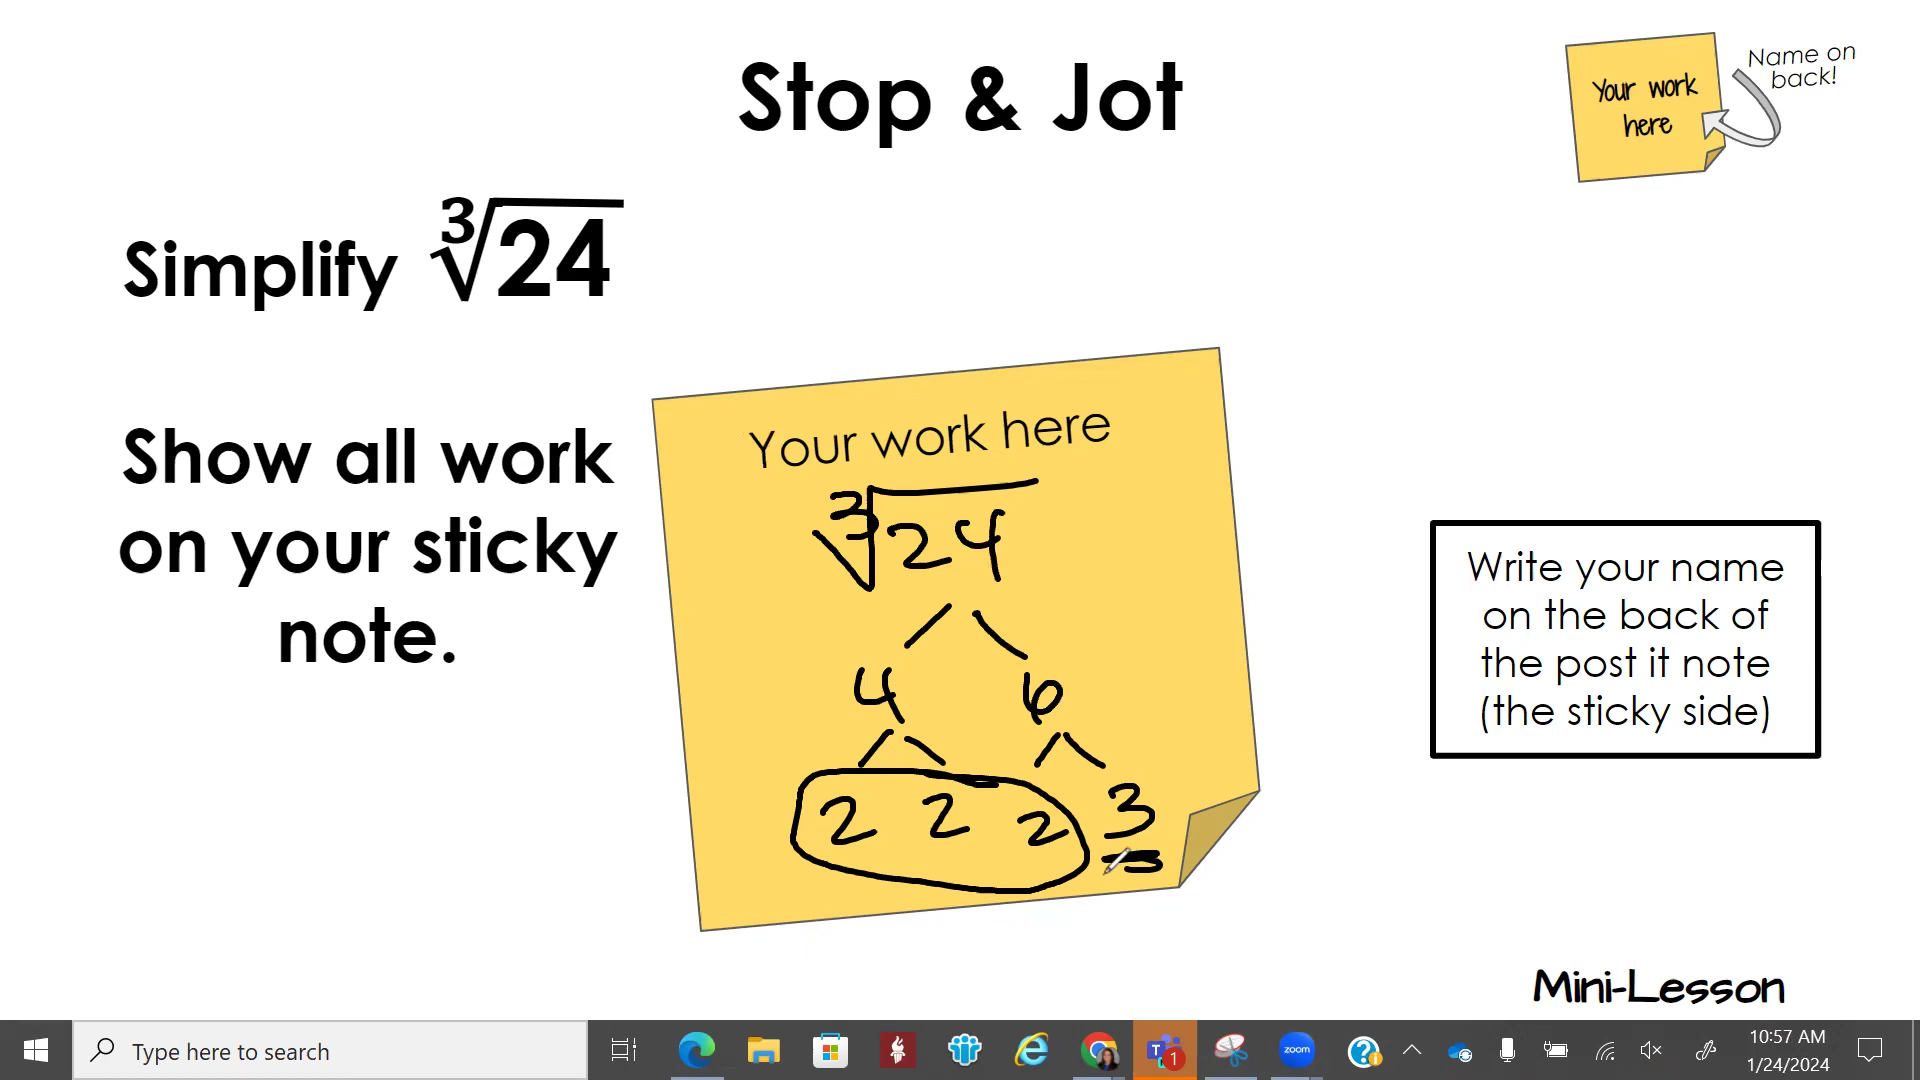 Stop & Jot
Your work
here
Name on
back!
Simplify ∛24
Show all work
on your sticky
note.
Your work here
∛24
4 6
2 2 2 3
Write your name
on the back of
the post it note
(the sticky side)
Mini-Lesson
Type here to search
T 1
zoom
10:57 AM
1/24/2024